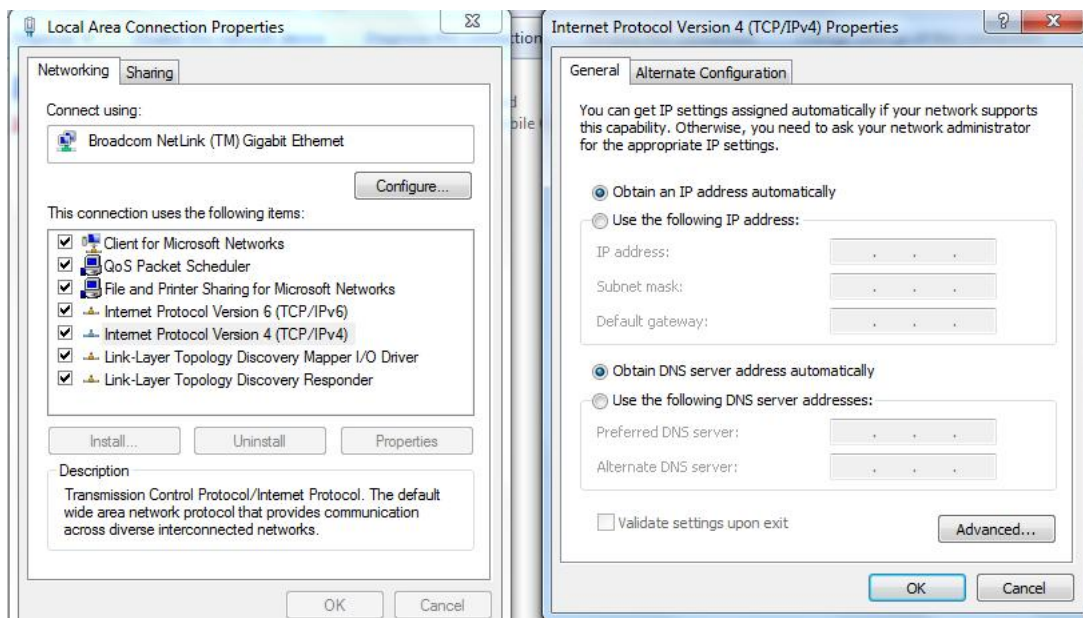 Local Area Connection Properties
Networking
Sharing
Connect using:
Broadcom NetLink (TM) Gigabit Ethernet
Configure...
This connection uses the following items:
Client for Microsoft Networks
QoS Packet Scheduler
File and Printer Sharing for Microsoft Networks
Internet Protocol Version 6 (TCP/IPv6)
Internet Protocol Version 4 (TCP/IPv4)
Link-Layer Topology Discovery Mapper I/O Driver
Link-Layer Topology Discovery Responder
Install...
Uninstall
Properties
Description
Transmission Control Protocol/Internet Protocol. The default
wide area network protocol that provides communication
across diverse interconnected networks.
OK
Cancel
Internet Protocol Version 4 (TCP/IPv4) Properties
General
Alternate Configuration
You can get IP settings assigned automatically if your network supports
this capability. Otherwise, you need to ask your network administrator
for the appropriate IP settings.
Obtain an IP address automatically
Use the following IP address:
IP address:
Subnet mask:
Default gateway:
Obtain DNS server address automatically
Use the following DNS server addresses:
Preferred DNS server:
Alternate DNS server:
Validate settings upon exit
Advanced...
OK
Cancel